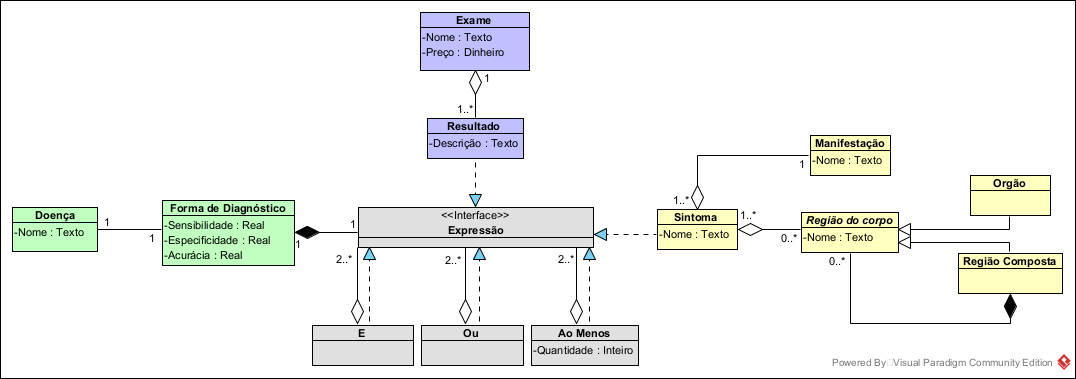 Exame
-Nome : Texto
-Preço : Dinheiro
1
1..*
Resultado
-Descrição : Texto
Manifestação
-Nome : Texto
1
1..*
Orgão
Doença
-Nome : Texto
1
1
Forma de Diagnóstico
-Sensibilidade : Real
-Especificidade : Real
-Acurácia : Real
1
1
<<Interface>>
Expressão
Sintoma
-Nome : Texto
1..*
0..*
Região do corpo
-Nome : Texto
0..*
Região Composta
2..*
2..*
2..*
E
Ou
Ao Menos
-Quantidade : Inteiro
Powered By Visual Paradigm Community Edition